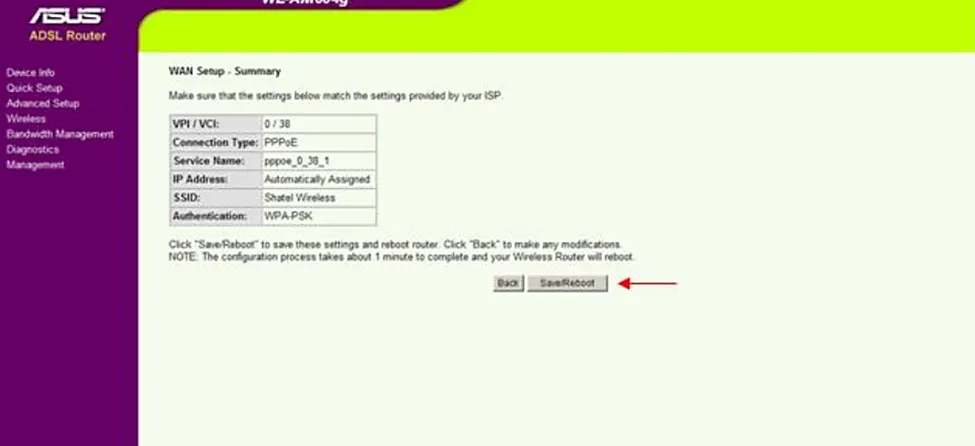 ASUS
ADSL Router
Device Info
Quick Setup
Advanced Setup
Wireless
Bandwidth Management
Diagnostics
Management
WAN Setup - Summary
Make sure that the settings below match the settings provided by your ISP.
VPI / VCI: 0 / 38
Connection Type: PPPoE
Service Name: pppoe_0_38_1
IP Address: Automatically Assigned
SSID: Shatel Wireless
Authentication: WPA-PSK
Click "Save/Reboot" to save these settings and reboot router. Click "Back" to make any modifications.
NOTE: The configuration process takes about 1 minute to complete and your Wireless Router will reboot.
Back Save/Reboot